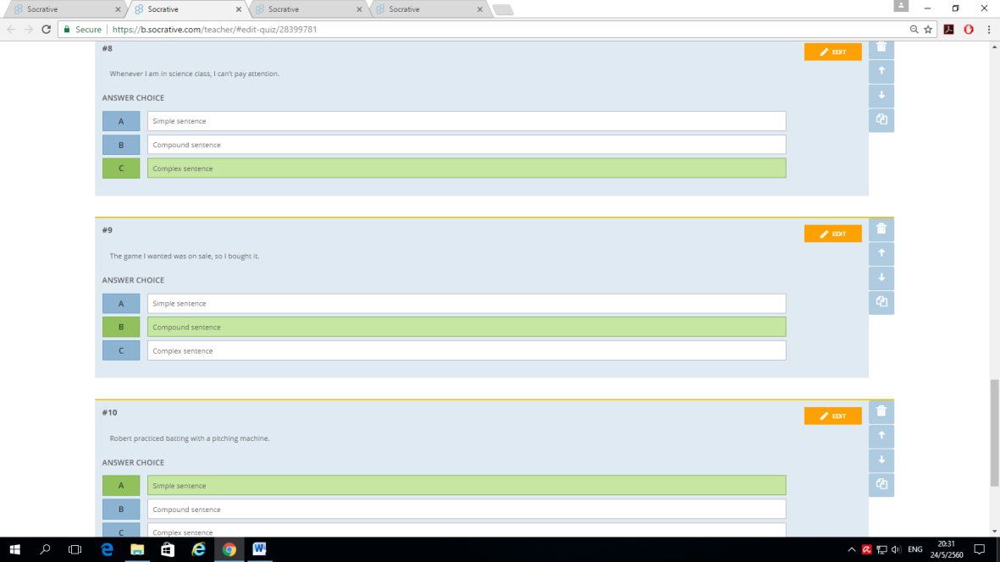 Socrative
Socrative
Socrative
Socrative
Secure https://b.socrative.com/teacher/#edit-quiz/28399781
#8
EDIT
Whenever I am in science class, I can't pay attention.
ANSWER CHOICE
A Simple sentence
B Compound sentence
C Complex sentence
#9
EDIT
The game I wanted was on sale, so I bought it.
ANSWER CHOICE
A Simple sentence
B Compound sentence
C Complex sentence
#10
EDIT
Robert practiced batting with a pitching machine.
ANSWER CHOICE
A Simple sentence
B Compound sentence
C Complex sentence
ENG
20:31
24/5/2560